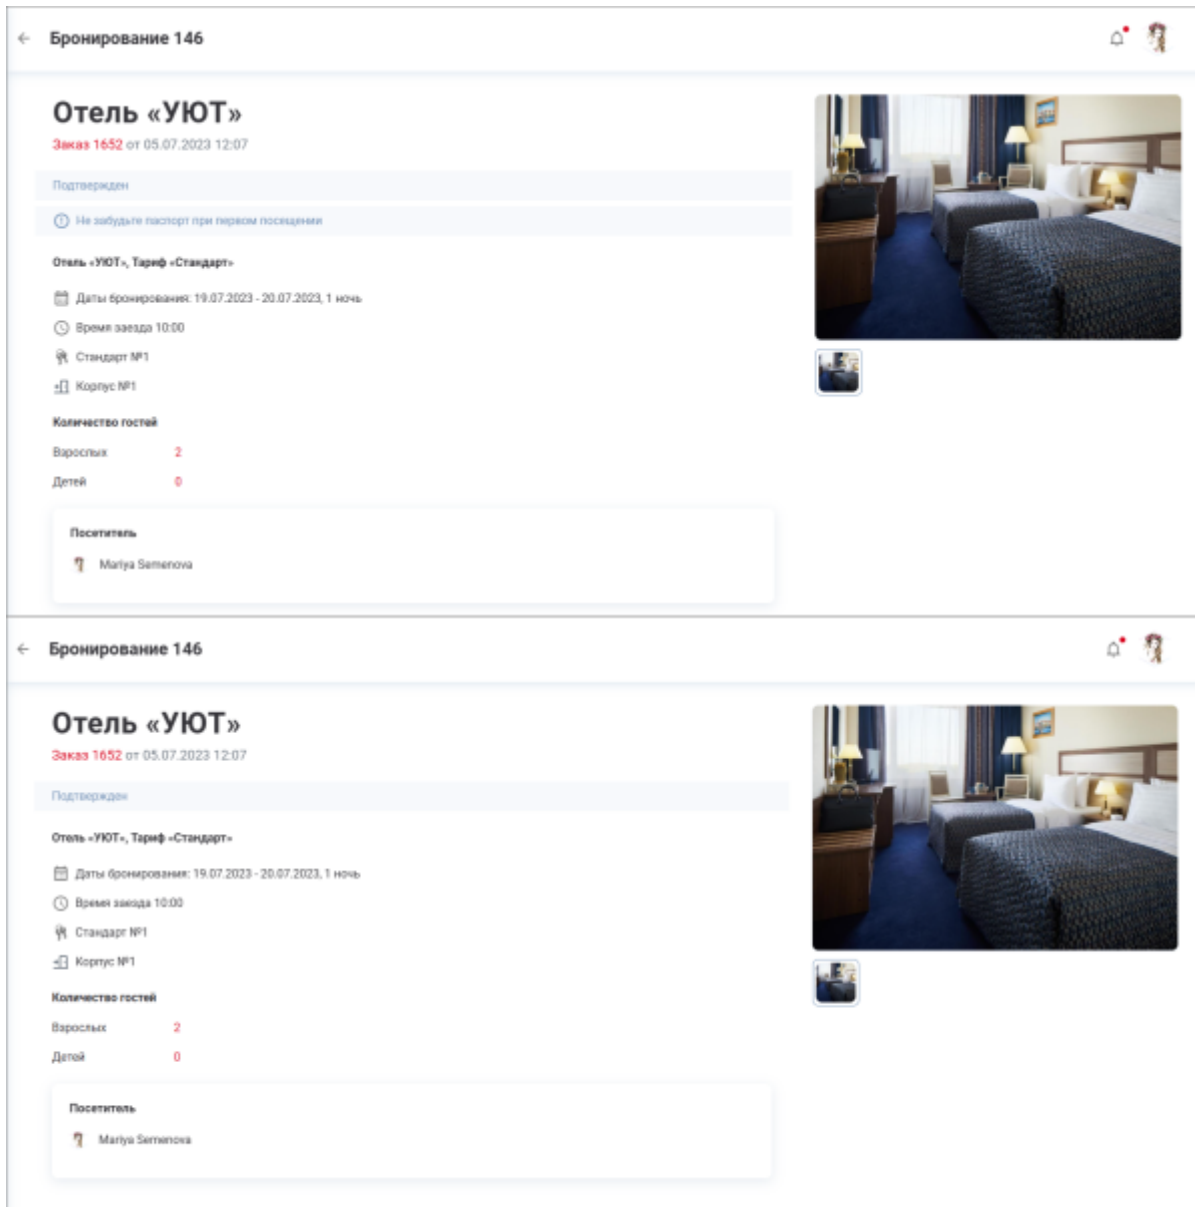 Бронирование 146
Отель «УЮТ»
Заказ 1652 от 05.07.2023 12:07
Подтвержден
Не забудьте паспорт при первом посещении
Отель «УЮТ», Тариф «Стандарт»
Даты бронирования: 19.07.2023 - 20.07.2023, 1 ночь
Время заезда 10:00
Стандарт №1
Корпус №1
Количество гостей
Взрослых 2
Детей 0
Посетитель
Mariya Semenova
Бронирование 146
Отель «УЮТ»
Заказ 1652 от 05.07.2023 12:07
Подтвержден
Отель «УЮТ», Тариф «Стандарт»
Даты бронирования: 19.07.2023 - 20.07.2023, 1 ночь
Время заезда 10:00
Стандарт №1
Корпус №1
Количество гостей
Взрослых 2
Детей 0
Посетитель
Mariya Semenova